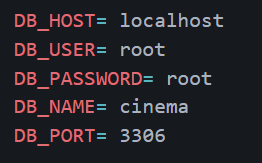 DB_HOST= localhost
DB_USER= root
DB_PASSWORD= root
DB_NAME= cinema
DB_PORT= 3306